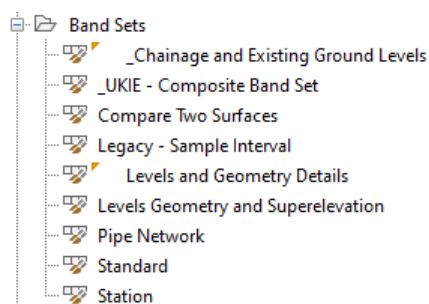 Band Sets
_Chainage and Existing Ground Levels
_UKIE - Composite Band Set
Compare Two Surfaces
Legacy - Sample Interval
Levels and Geometry Details
Levels Geometry and Superelevation
Pipe Network
Standard
Station